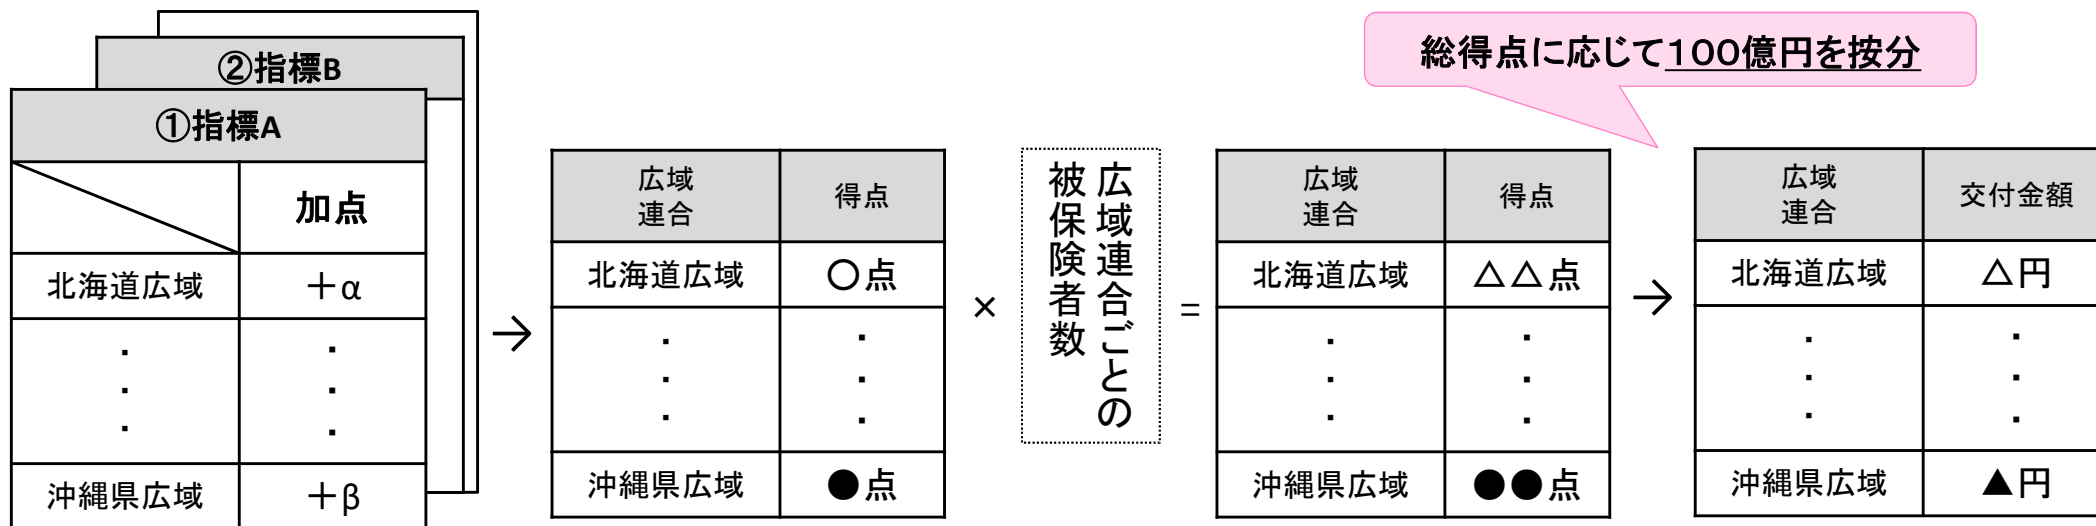 ②指標B
①指標A
加点
北海道広域 ＋α
・ ・
・ ・
・ ・
沖縄県広域 ＋β
→
広域
連合
得点
北海道広域 〇点
・ ・
・ ・
・ ・
沖縄県広域 ●点
×
広域連合ごとの
被保険者数
＝
広域
連合
得点
北海道広域 △△点
・ ・
・ ・
・ ・
沖縄県広域 ●●点
→
総得点に応じて１００億円を按分
広域
連合
交付金額
北海道広域 △円
・ ・
・ ・
・ ・
沖縄県広域 ▲円